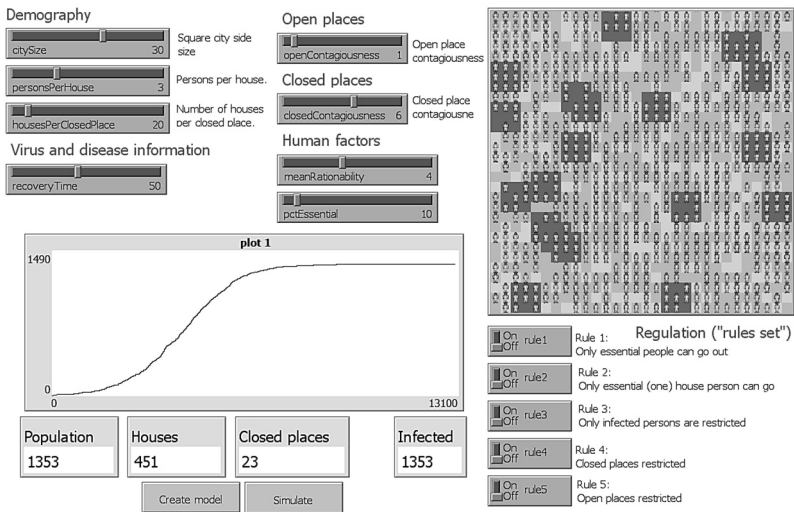 Demography
citySize 30
Square city side
size
personsPerHouse 3
Persons per house.
housesPerClosedPlace 20
Number of houses
per closed place.
Virus and disease information
recoveryTime 50
Open places
openContagiousness 1
Open place
contagiousness
Closed places
closedContagiousness 6
Closed place
contagiousne
Human factors
meanRationability 4
pctEssential 10
plot 1
1490
0
0 13100
Population
1353
Houses
451
Closed places
23
Infected
1353
Create model
Simulate
Regulation ("rules set")
On
Off rule1
Rule 1:
Only essential people can go out
On
Off rule2
Rule 2:
Only essential (one) house person can go
On
Off rule3
Rule 3:
Only infected persons are restricted
On
Off rule4
Rule 4:
Closed places restricted
On
Off rule5
Rule 5:
Open places restricted